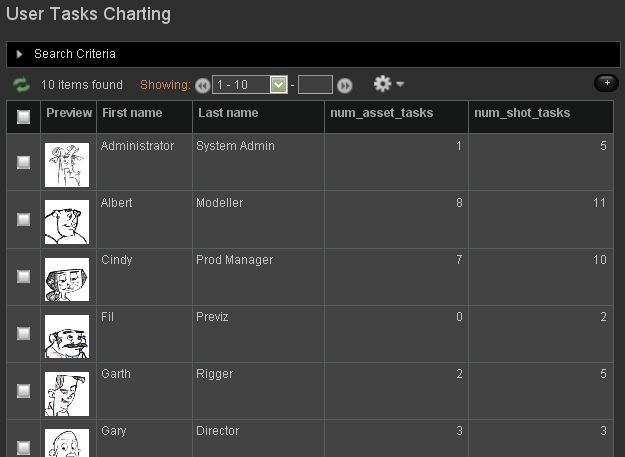 User Tasks Charting
Search Criteria
10 items found Showing: 1 - 10 -
+
Preview First name Last name num_asset_tasks num_shot_tasks
Administrator System Admin 1 5
Albert Modeller 8 11
Cindy Prod Manager 7 10
Fil Previz 0 2
Garth Rigger 2 5
Gary Director 3 3